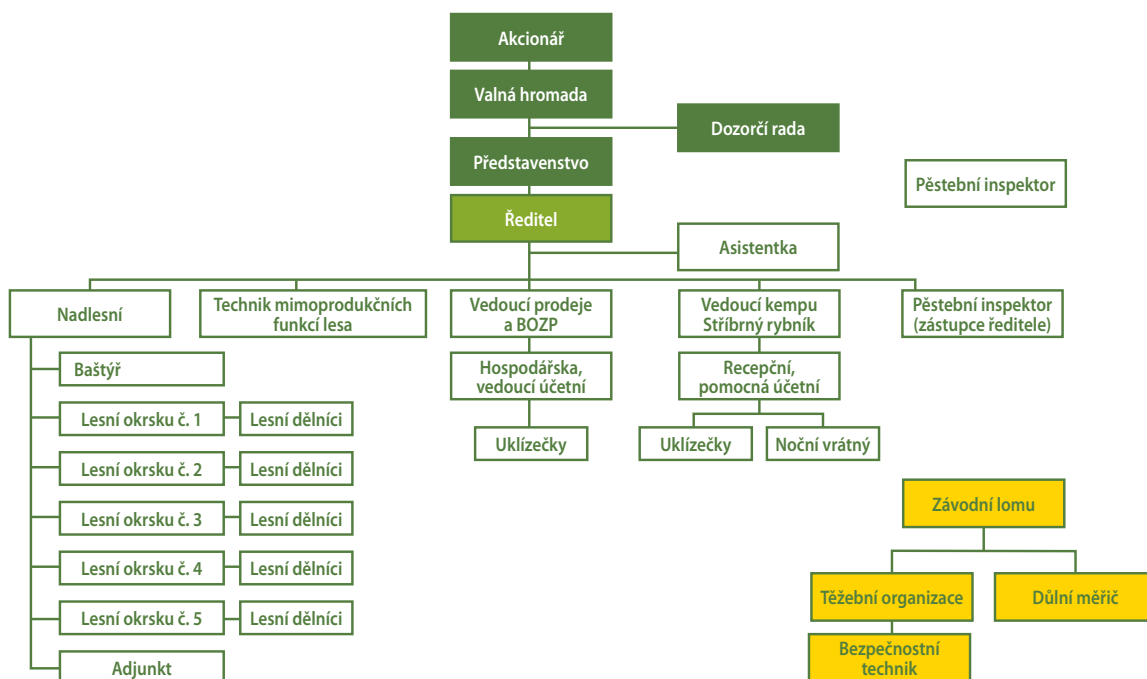 Akcionář
Valná hromada
Dozorčí rada
Představenstvo
Pěstební inspektor
Ředitel
Asistentka
Nadlesní
Technik mimoprodukčních
funkcí lesa
Vedoucí prodeje
a BOZP
Vedoucí kempu
Stříbrný rybník
Pěstební inspektor
(zástupce ředitele)
Baštýř
Hospodářska,
vedoucí účetní
Recepční,
pomocná účetní
Lesní okrsku č. 1
Lesní dělníci
Uklízečky
Uklízečky
Noční vrátný
Lesní okrsku č. 2
Lesní dělníci
Lesní okrsku č. 3
Lesní dělníci
Závodní lomu
Lesní okrsku č. 4
Lesní dělníci
Těžební organizace
Důlní měřič
Lesní okrsku č. 5
Lesní dělníci
Bezpečnostní
technik
Adjunkt